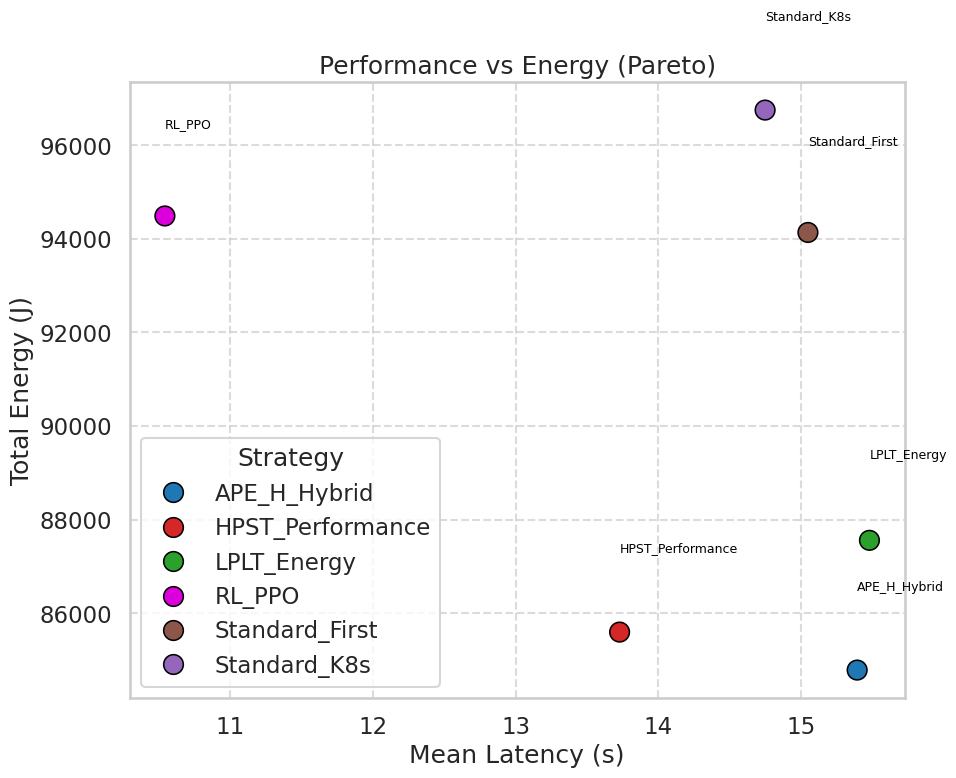 Standard_K8s
Performance vs Energy (Pareto)
RL_PPO
Standard_First
LPLT_Energy
HPST_Performance
APE_H_Hybrid
Total Energy (J)
96000
94000
92000
90000
88000
86000
Strategy
APE_H_Hybrid
HPST_Performance
LPLT_Energy
RL_PPO
Standard_First
Standard_K8s
11 12 13 14 15
Mean Latency (s)